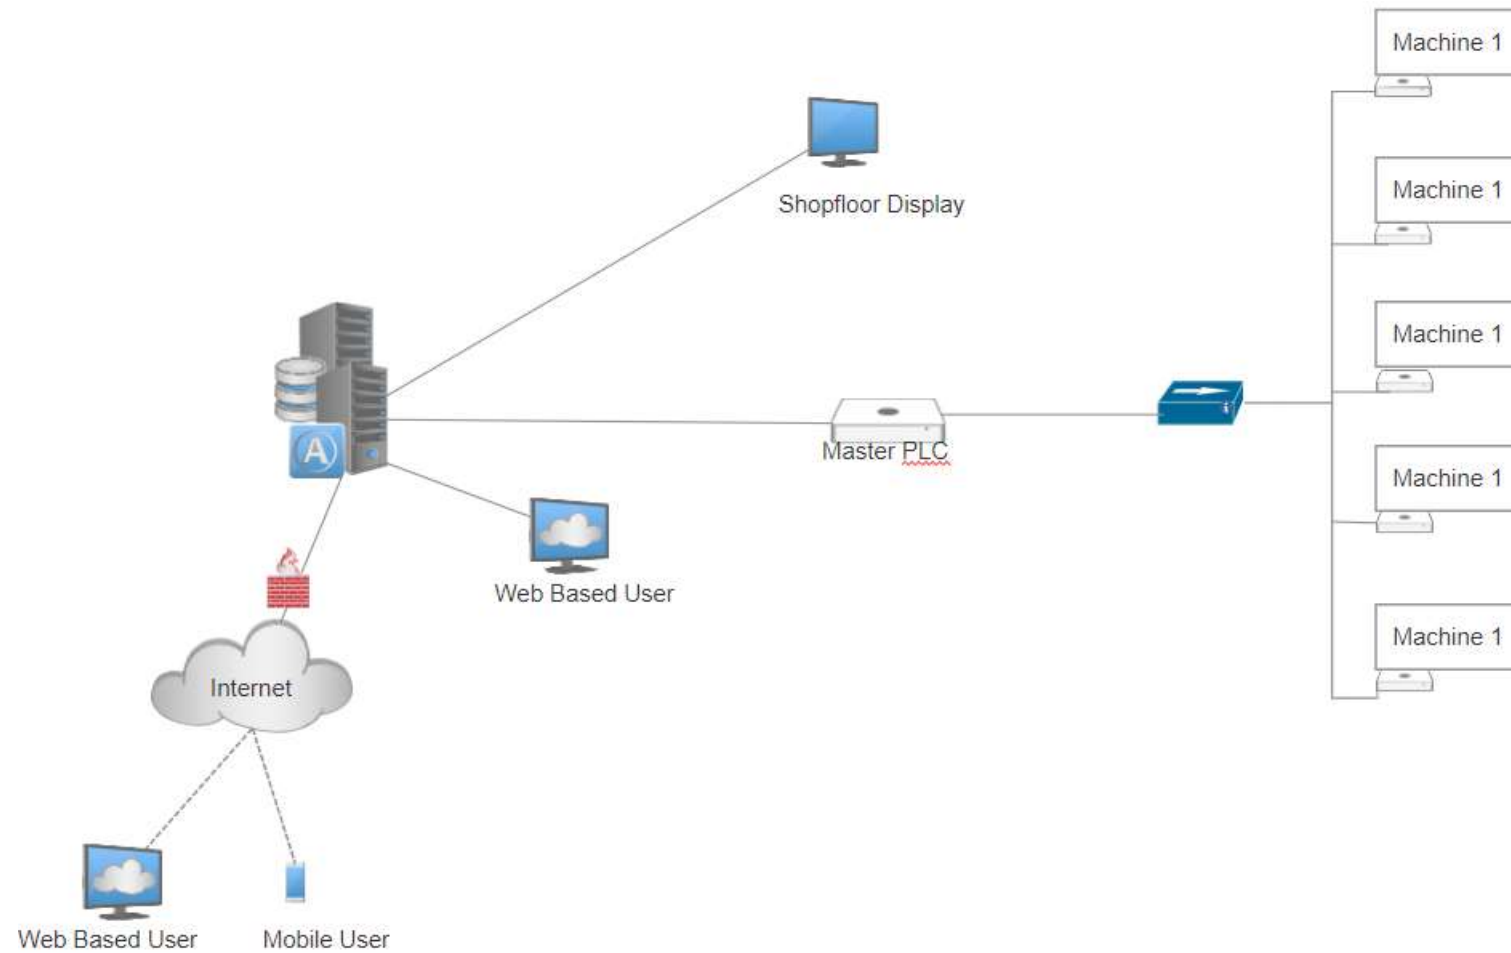 Machine 1
Machine 1
Shopfloor Display
Machine 1
Master PLC
A
Machine 1
Web Based User
Machine 1
Internet
Web Based User
Mobile User